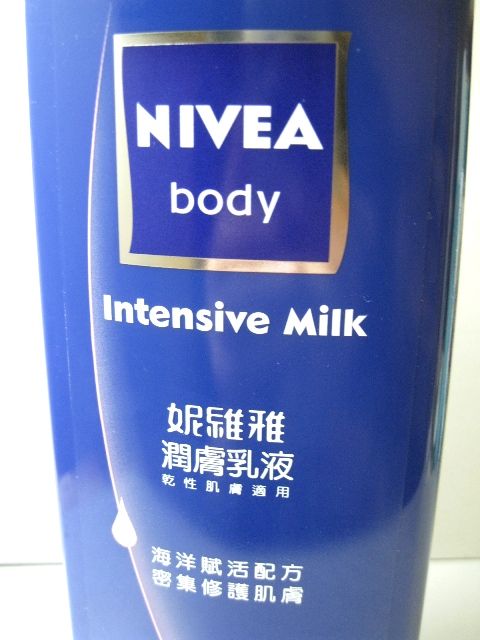 NIVEA
body
Intensive Milk
妮維雅
潤膚乳液
乾性肌膚適用
海洋賦活配方
密集修護肌膚